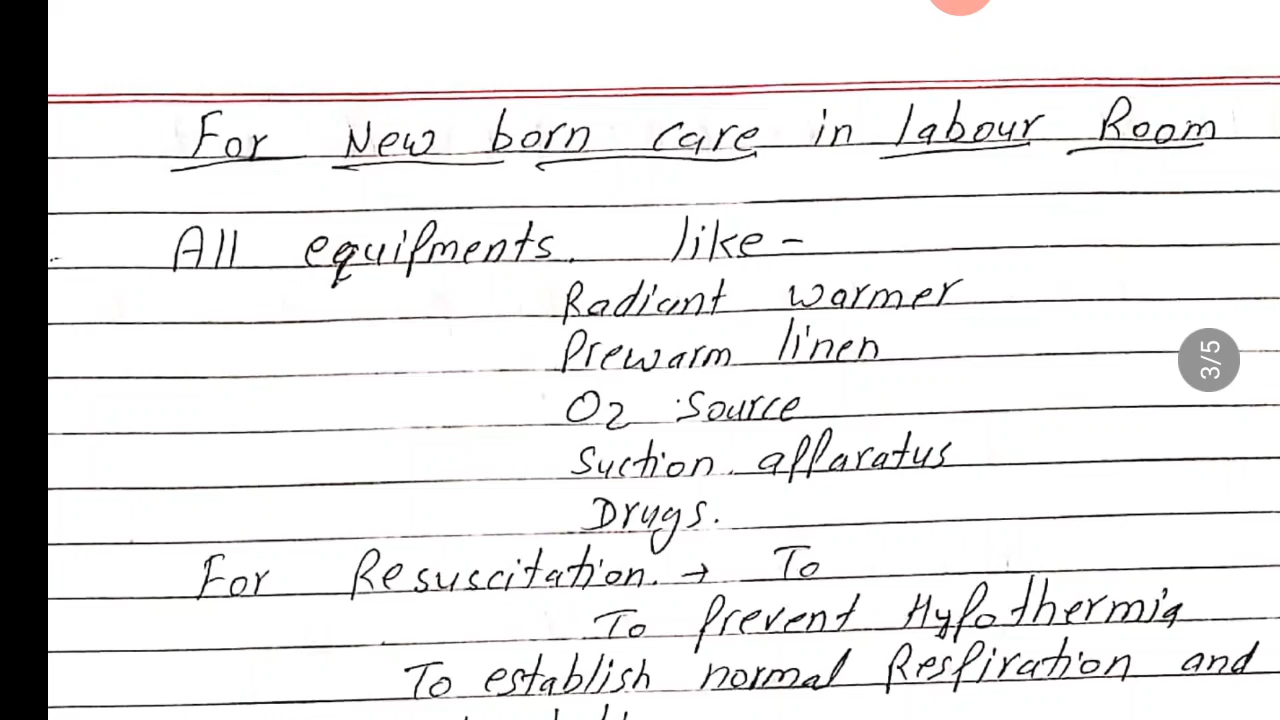 For New born care in labour Room
All equipments. like -
Radiant warmer
Prewarm linen
O2 Source
Suction apparatus
Drugs.
For Resuscitation. → To
To prevent Hypothermia
To establish normal Respiration and
3/5